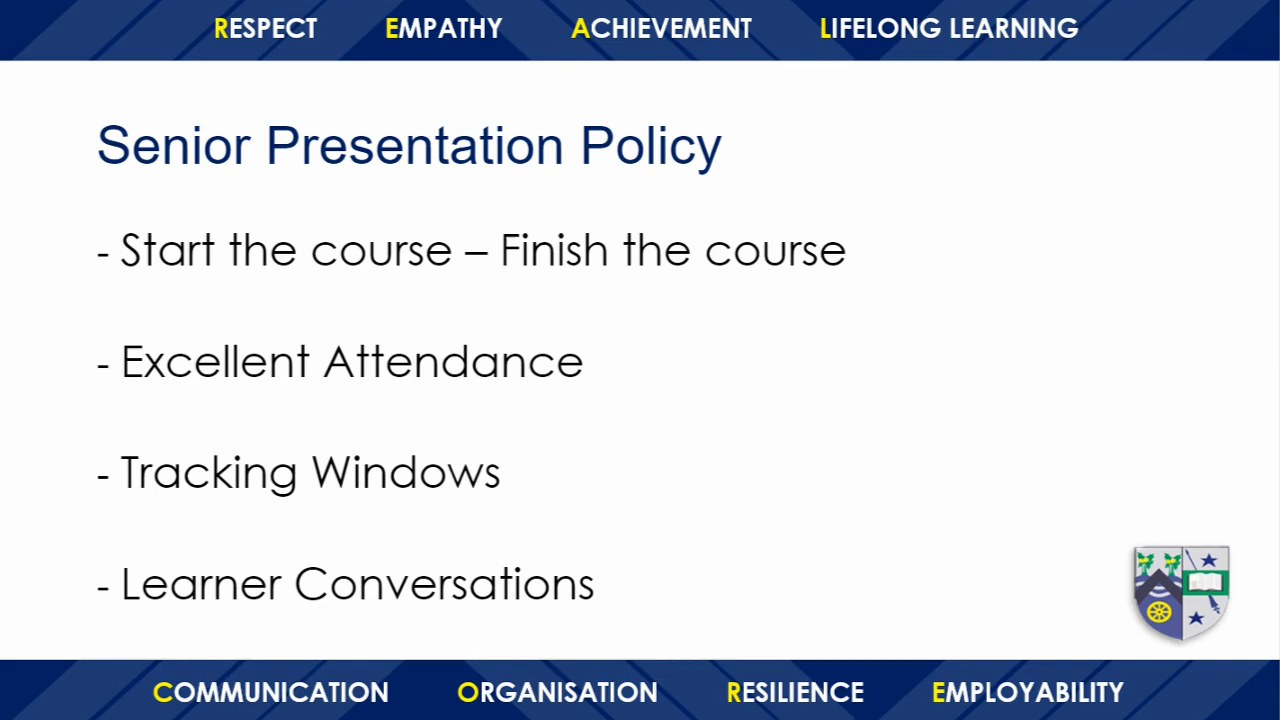 RESPECT EMPATHY ACHIEVEMENT LIFELONG LEARNING
Senior Presentation Policy
- Start the course – Finish the course
- Excellent Attendance
- Tracking Windows
- Learner Conversations
COMMUNICATION ORGANISATION RESILIENCE EMPLOYABILITY